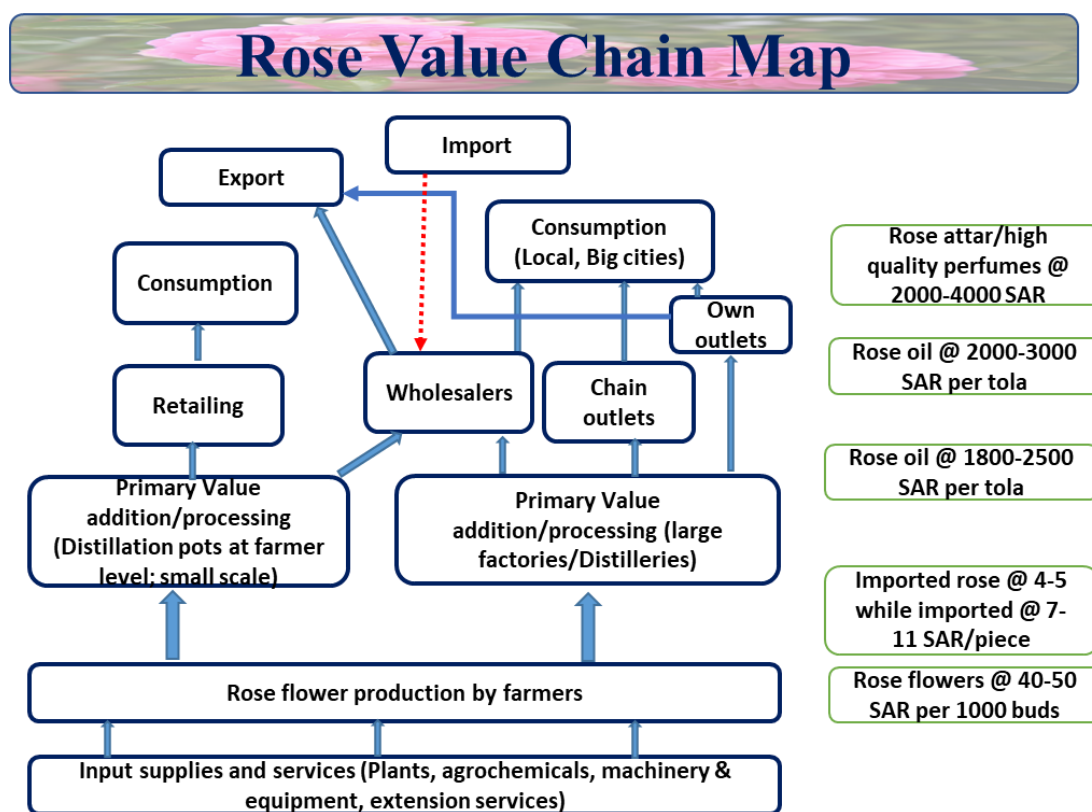 Rose Value Chain Map
Import
Export
Consumption
(Local, Big cities)
Consumption
Own
outlets
Wholesalers
Chain
outlets
Retailing
Primary Value
addition/processing
(Distillation pots at farmer
level; small scale)
Primary Value
addition/processing (large
factories/Distilleries)
Rose flower production by farmers
Input supplies and services (Plants, agrochemicals, machinery &
equipment, extension services)
Rose attar/high
quality perfumes @
2000-4000 SAR
Rose oil @ 2000-3000
SAR per tola
Rose oil @ 1800-2500
SAR per tola
Imported rose @ 4-5
while imported @ 7-
11 SAR/piece
Rose flowers @ 40-50
SAR per 1000 buds